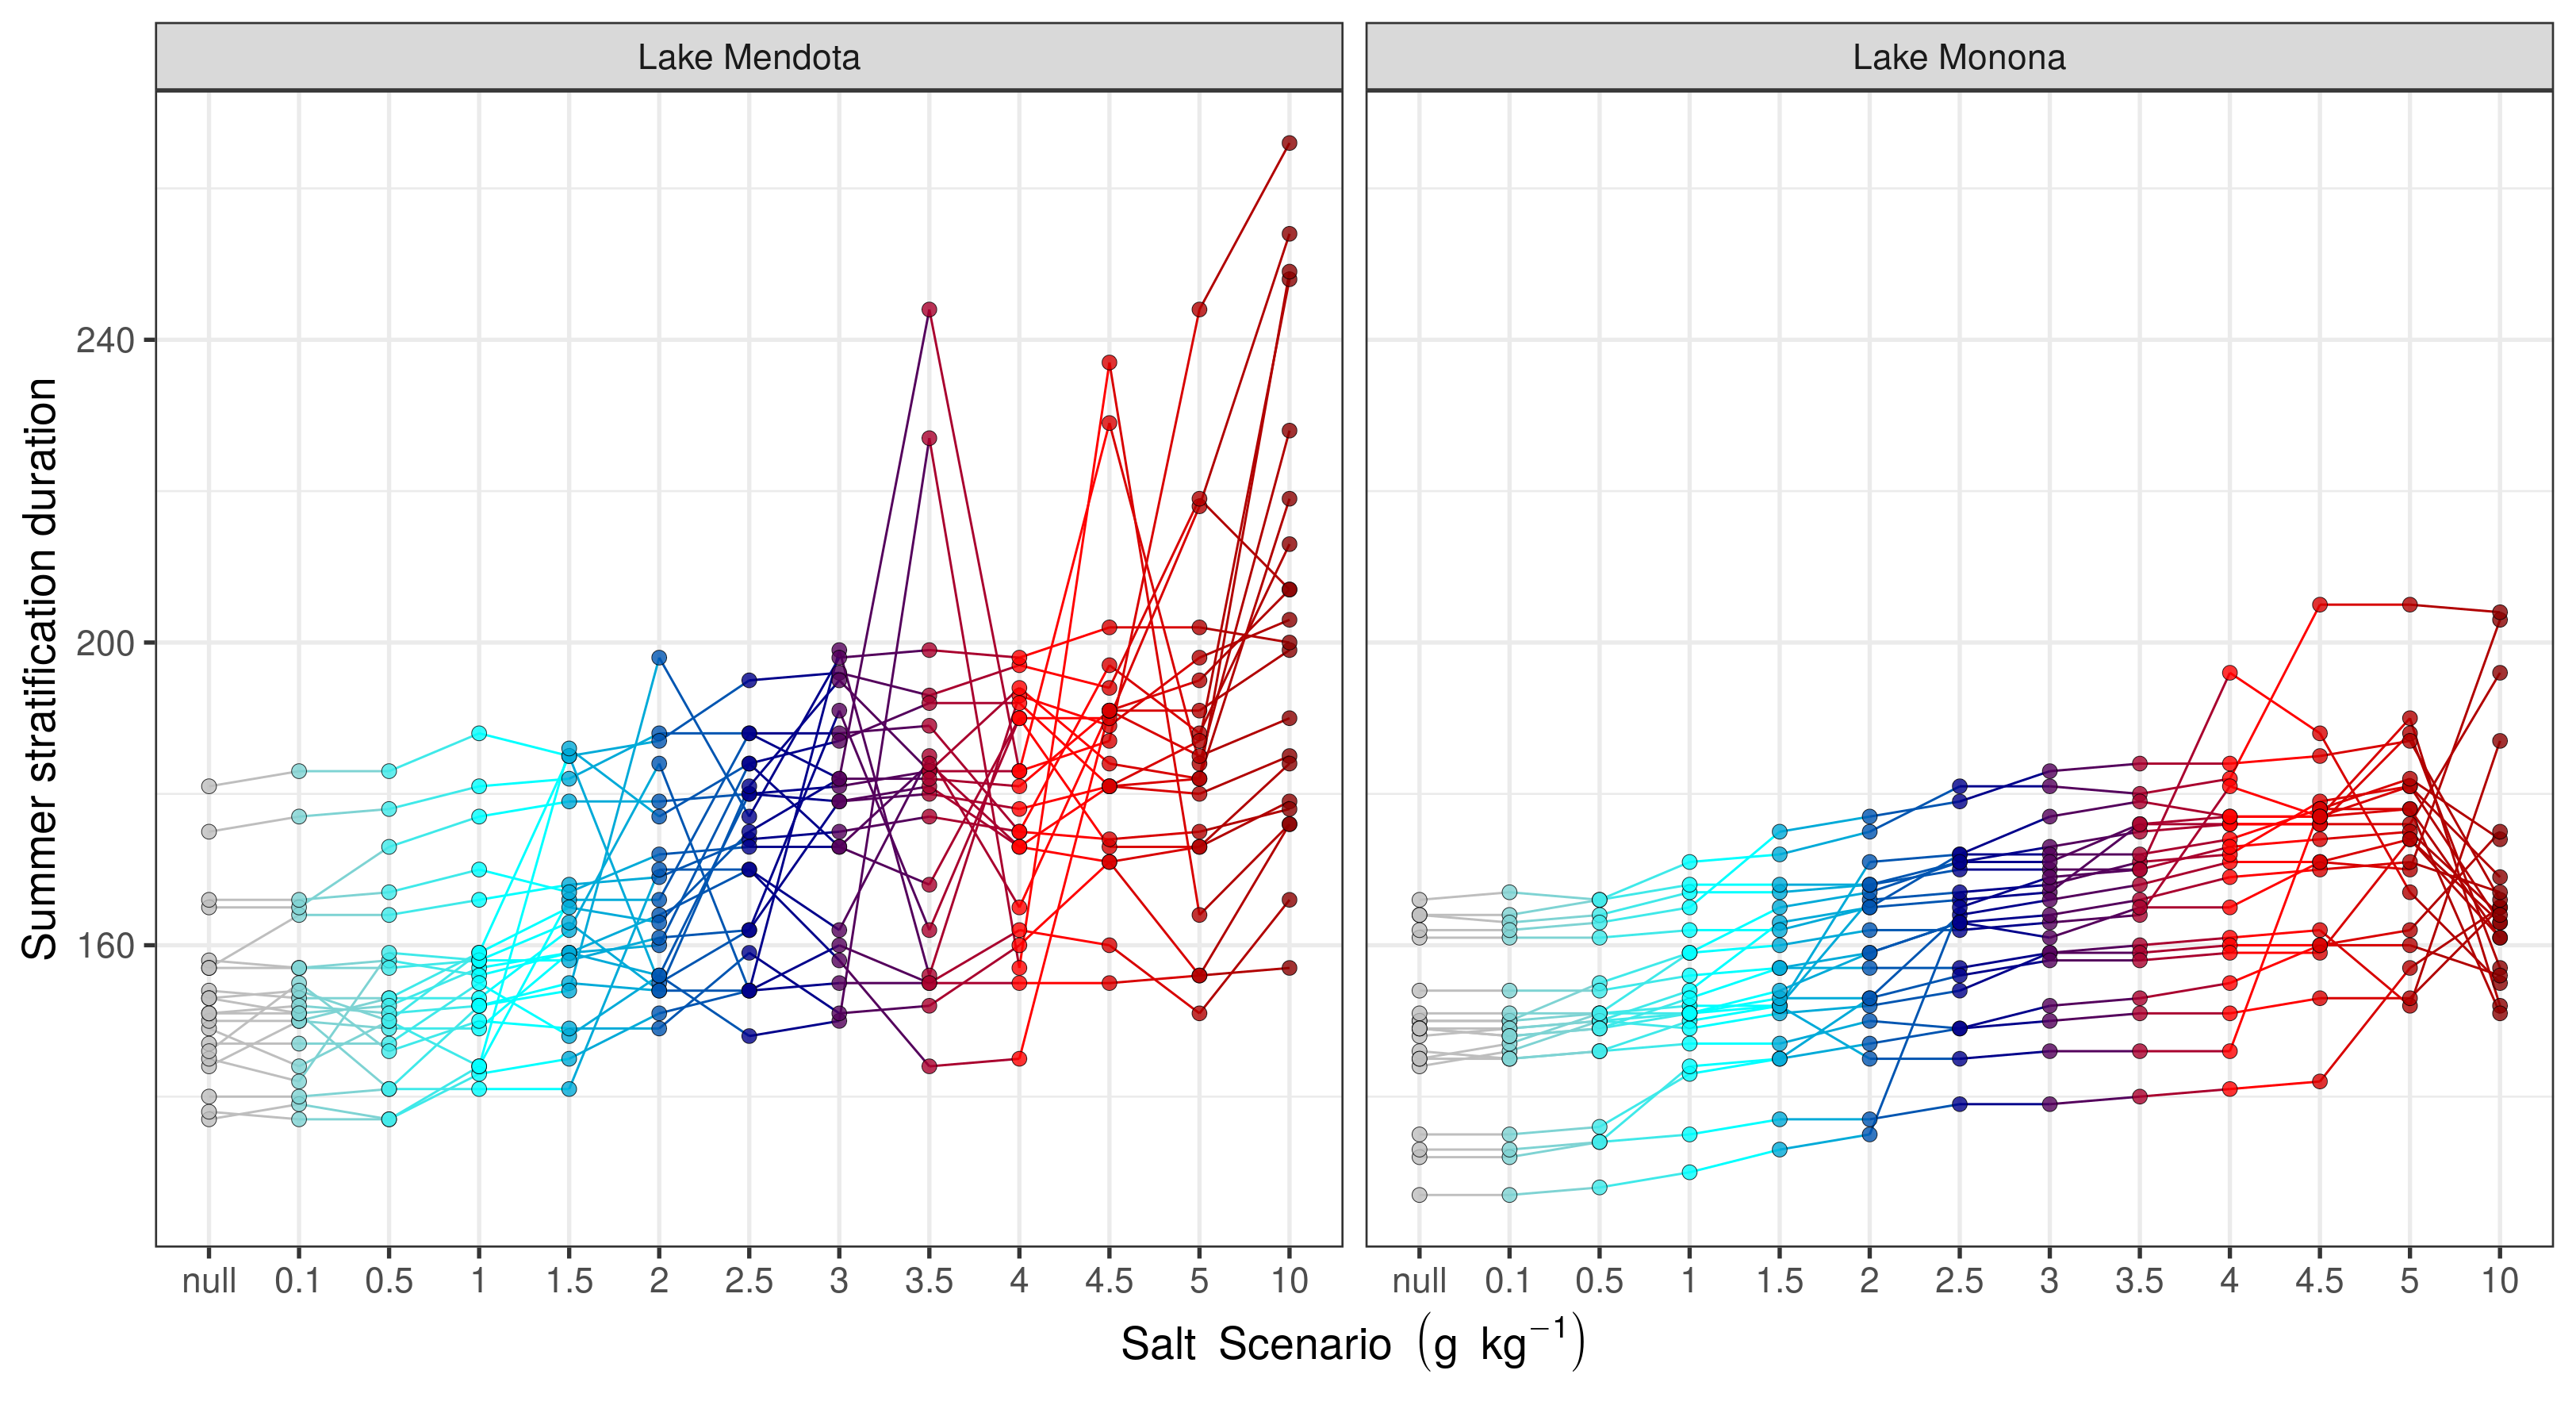 Lake Mendota
Lake Monona
Summer stratification duration
240
200
160
null 0.1 0.5 1 1.5 2 2.5 3 3.5 4 4.5 5 10
null 0.1 0.5 1 1.5 2 2.5 3 3.5 4 4.5 5 10
Salt Scenario (g kg⁻¹)